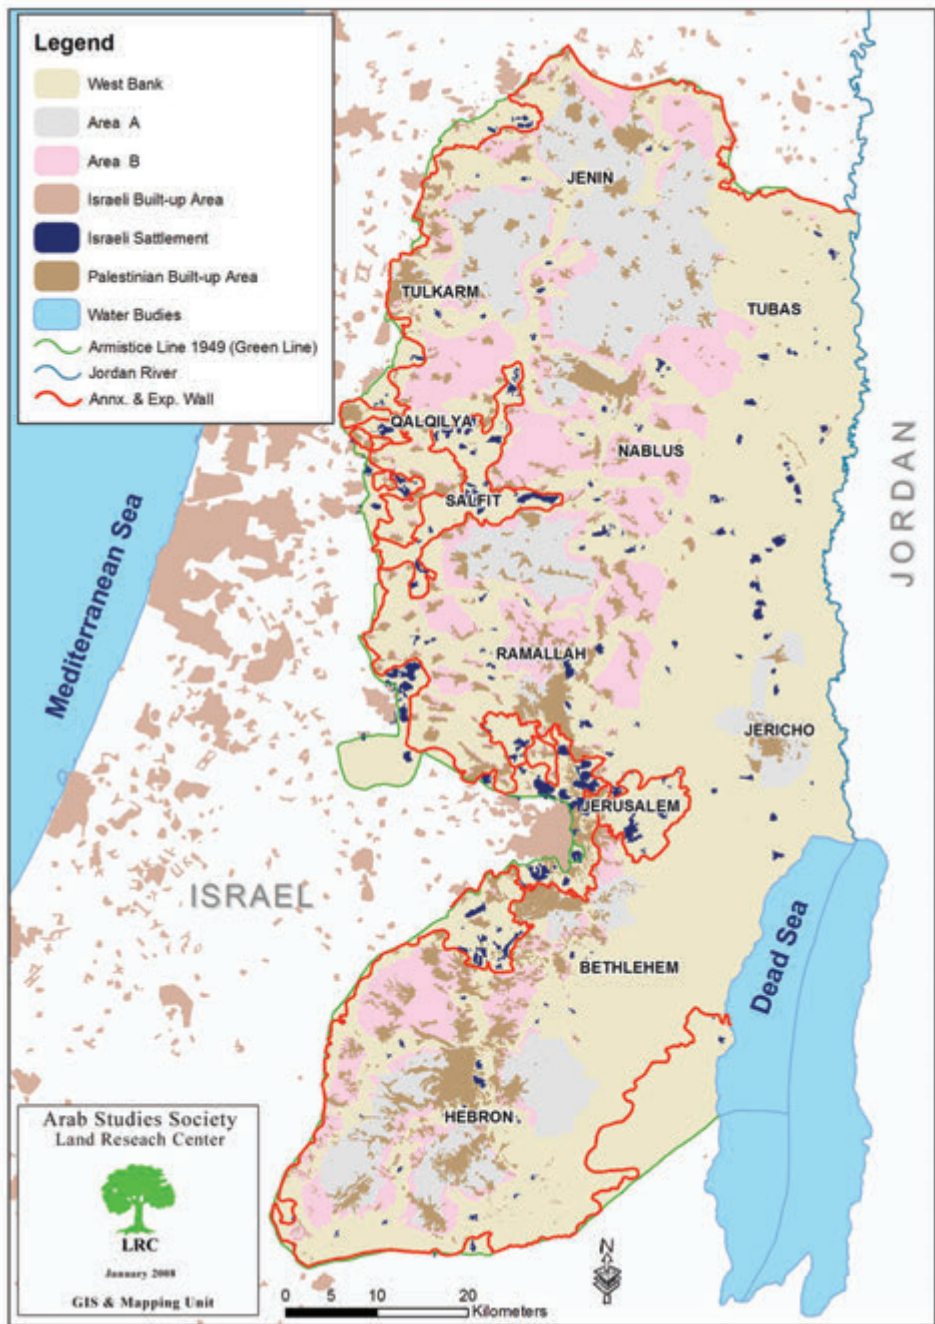 Legend
West Bank
Area A
Area B
Israeli Built-up Area
Israeli Sattlement
Palestinian Built-up Area
Water Budies
Armistice Line 1949 (Green Line)
Jordan River
Annx. & Exp. Wall
JENIN
TULKARM
TUBAS
QALQILYA
NABLUS
SALFIT
JORDAN
Mediterranean Sea
RAMALLAH
JERICHO
JERUSALEM
ISRAEL
BETHLEHEM
Dead Sea
HEBRON
Arab Studies Society
Land Reseach Center
LRC
January 2008
GIS & Mapping Unit
N
0 5 10 20
Kilometers